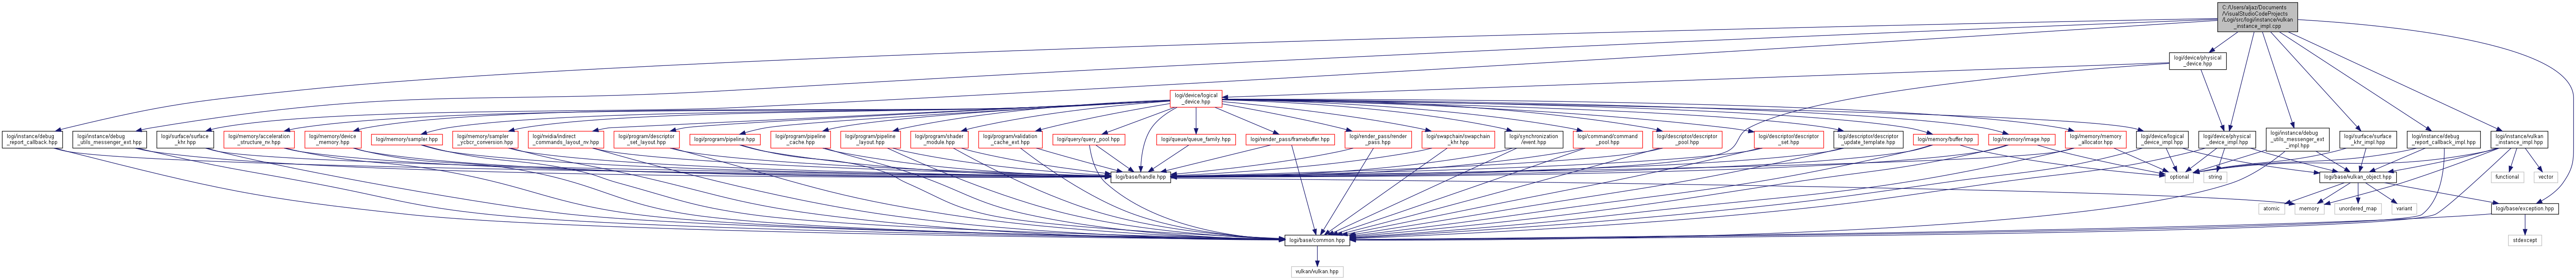 C:/Users/aljaz/Documents
/VisualStudioCodeProjects
/Logi/src/logi/instance/vulkan
_instance_impl.cpp
logi/device/physical
_device.hpp
logi/device/logical
_device.hpp
logi/instance/debug
_report_callback.hpp
logi/instance/debug
_utils_messenger_ext.hpp
logi/surface/surface
_khr.hpp
logi/memory/acceleration
_structure_nv.hpp
logi/memory/device
_memory.hpp
logi/memory/sampler.hpp
logi/memory/sampler
_ycbcr_conversion.hpp
logi/nvidia/indirect
_commands_layout_nv.hpp
logi/program/descriptor
_set_layout.hpp
logi/program/pipeline.hpp
logi/program/pipeline
_cache.hpp
logi/program/pipeline
_layout.hpp
logi/program/shader
_module.hpp
logi/program/validation
_cache_ext.hpp
logi/query/query_pool.hpp
logi/queue/queue_family.hpp
logi/render_pass/framebuffer.hpp
logi/render_pass/render
_pass.hpp
logi/swapchain/swapchain
_khr.hpp
logi/synchronization
/event.hpp
logi/command/command
_pool.hpp
logi/descriptor/descriptor
_pool.hpp
logi/descriptor/descriptor
_set.hpp
logi/descriptor/descriptor
_update_template.hpp
logi/memory/buffer.hpp
logi/memory/image.hpp
logi/memory/memory
_allocator.hpp
logi/device/logical
_device_impl.hpp
logi/device/physical
_device_impl.hpp
logi/instance/debug
_utils_messenger_ext
_impl.hpp
logi/surface/surface
_khr_impl.hpp
logi/instance/debug
_report_callback_impl.hpp
logi/instance/vulkan
_instance_impl.hpp
logi/base/handle.hpp
optional
string
logi/base/vulkan_object.hpp
functional
vector
atomic
memory
unordered_map
variant
logi/base/exception.hpp
logi/base/common.hpp
stdexcept
vulkan/vulkan.hpp